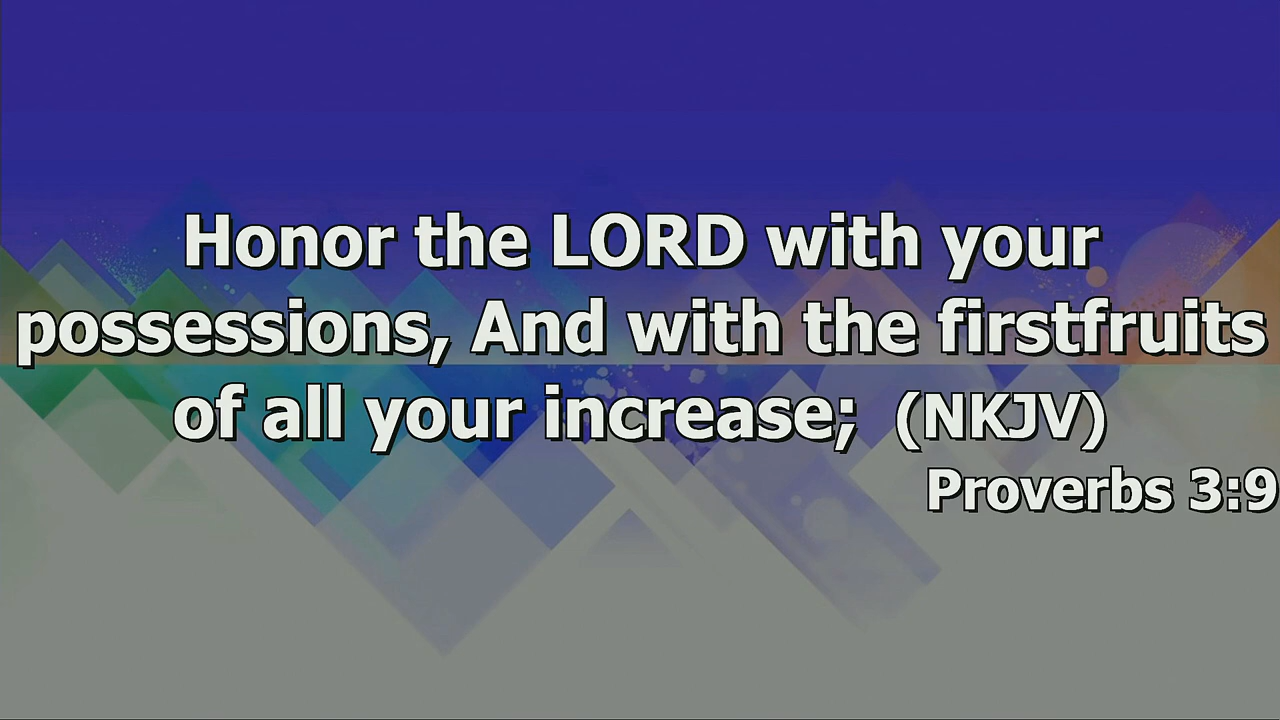 Honor the LORD with your
possessions, And with the firstfruits
of all your increase; (NKJV)
Proverbs 3:9